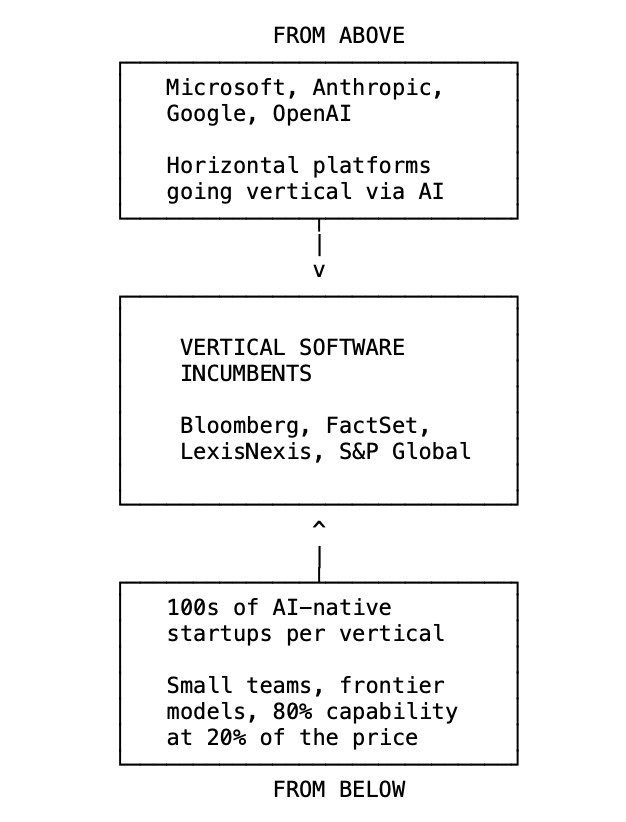 FROM ABOVE
Microsoft, Anthropic,
Google, OpenAI
Horizontal platforms
going vertical via AI
VERTICAL SOFTWARE
INCUMBENTS
Bloomberg, FactSet,
LexisNexis, S&P Global
100s of AI-native
startups per vertical
Small teams, frontier
models, 80% capability
at 20% of the price
FROM BELOW